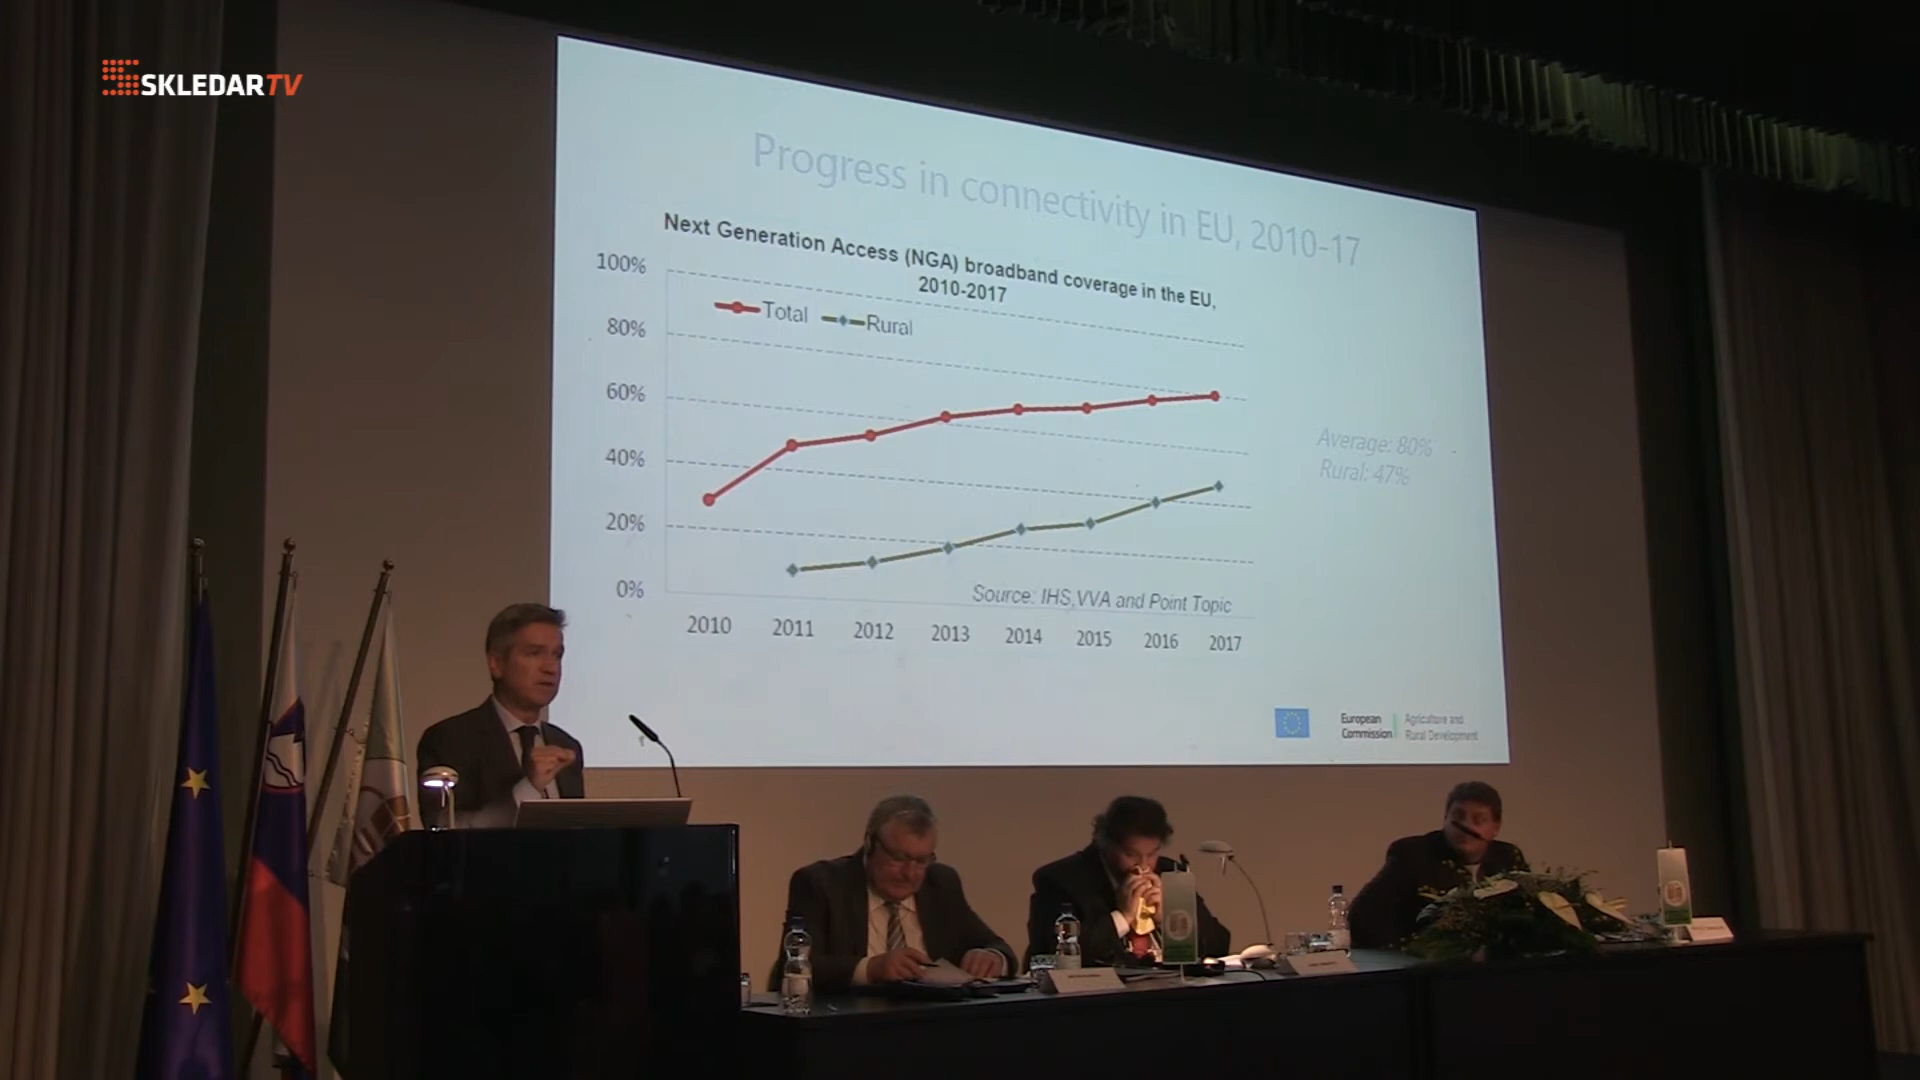 SKLEDARTV
Progress in connectivity in EU, 2010-17
Next Generation Access (NGA) broadband coverage in the EU,
2010-2017
Total
Rural
100%
80%
60%
40%
20%
0%
2010 2011 2012 2013 2014 2015 2016 2017
Source: IHS,VVA and Point Topic
Average: 80%
Rural: 47%
European
Commission
Agriculture and
Rural Development